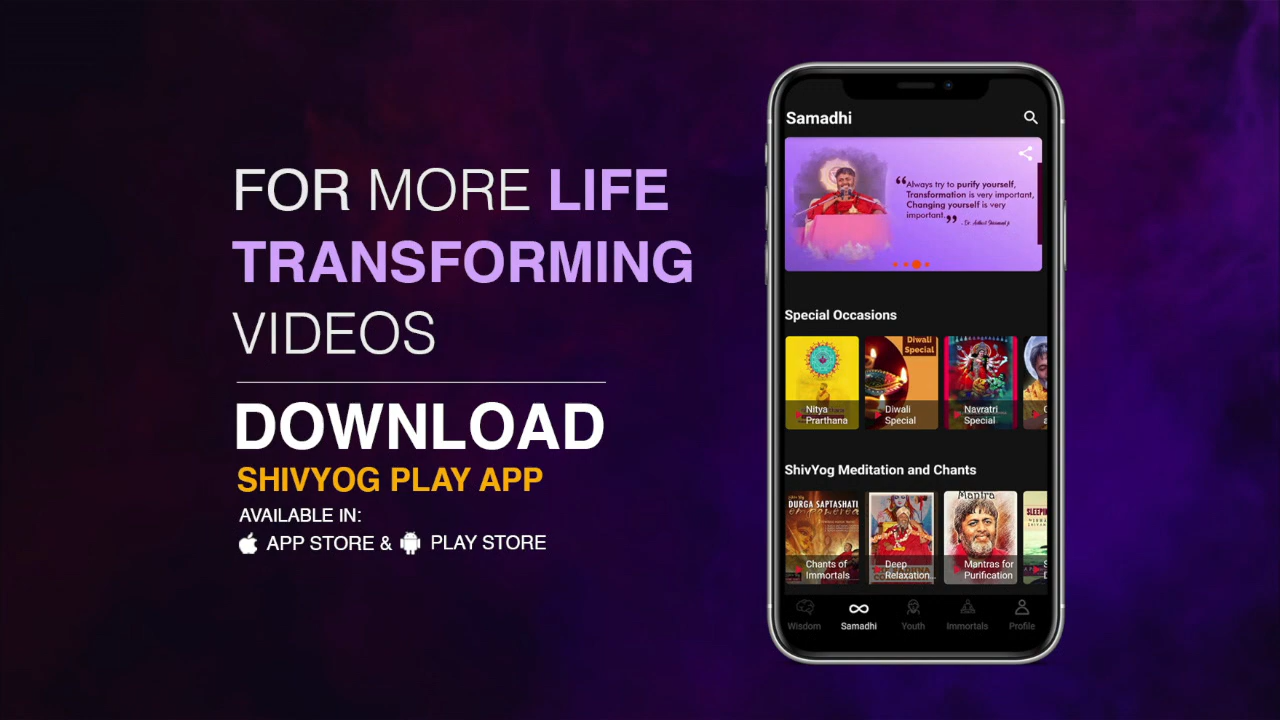 FOR MORE LIFE
TRANSFORMING
VIDEOS
DOWNLOAD
SHIVYOG PLAY APP
AVAILABLE IN:
APP STORE & PLAY STORE
Samadhi
“Always try to purify yourself,
Transformation is very important,
Changing yourself is very
important.”
Special Occasions
Diwali
Special
Nitya
Prarthana
Diwali
Special
Navratri
Special
ShivYog Meditation and Chants
DURGA SAPTASHATI
empowered
Mantra
Chants of
Immortals
Deep
Relaxation...
Mantras for
Purification
Wisdom
Samadhi
Youth
Immortals
Profile